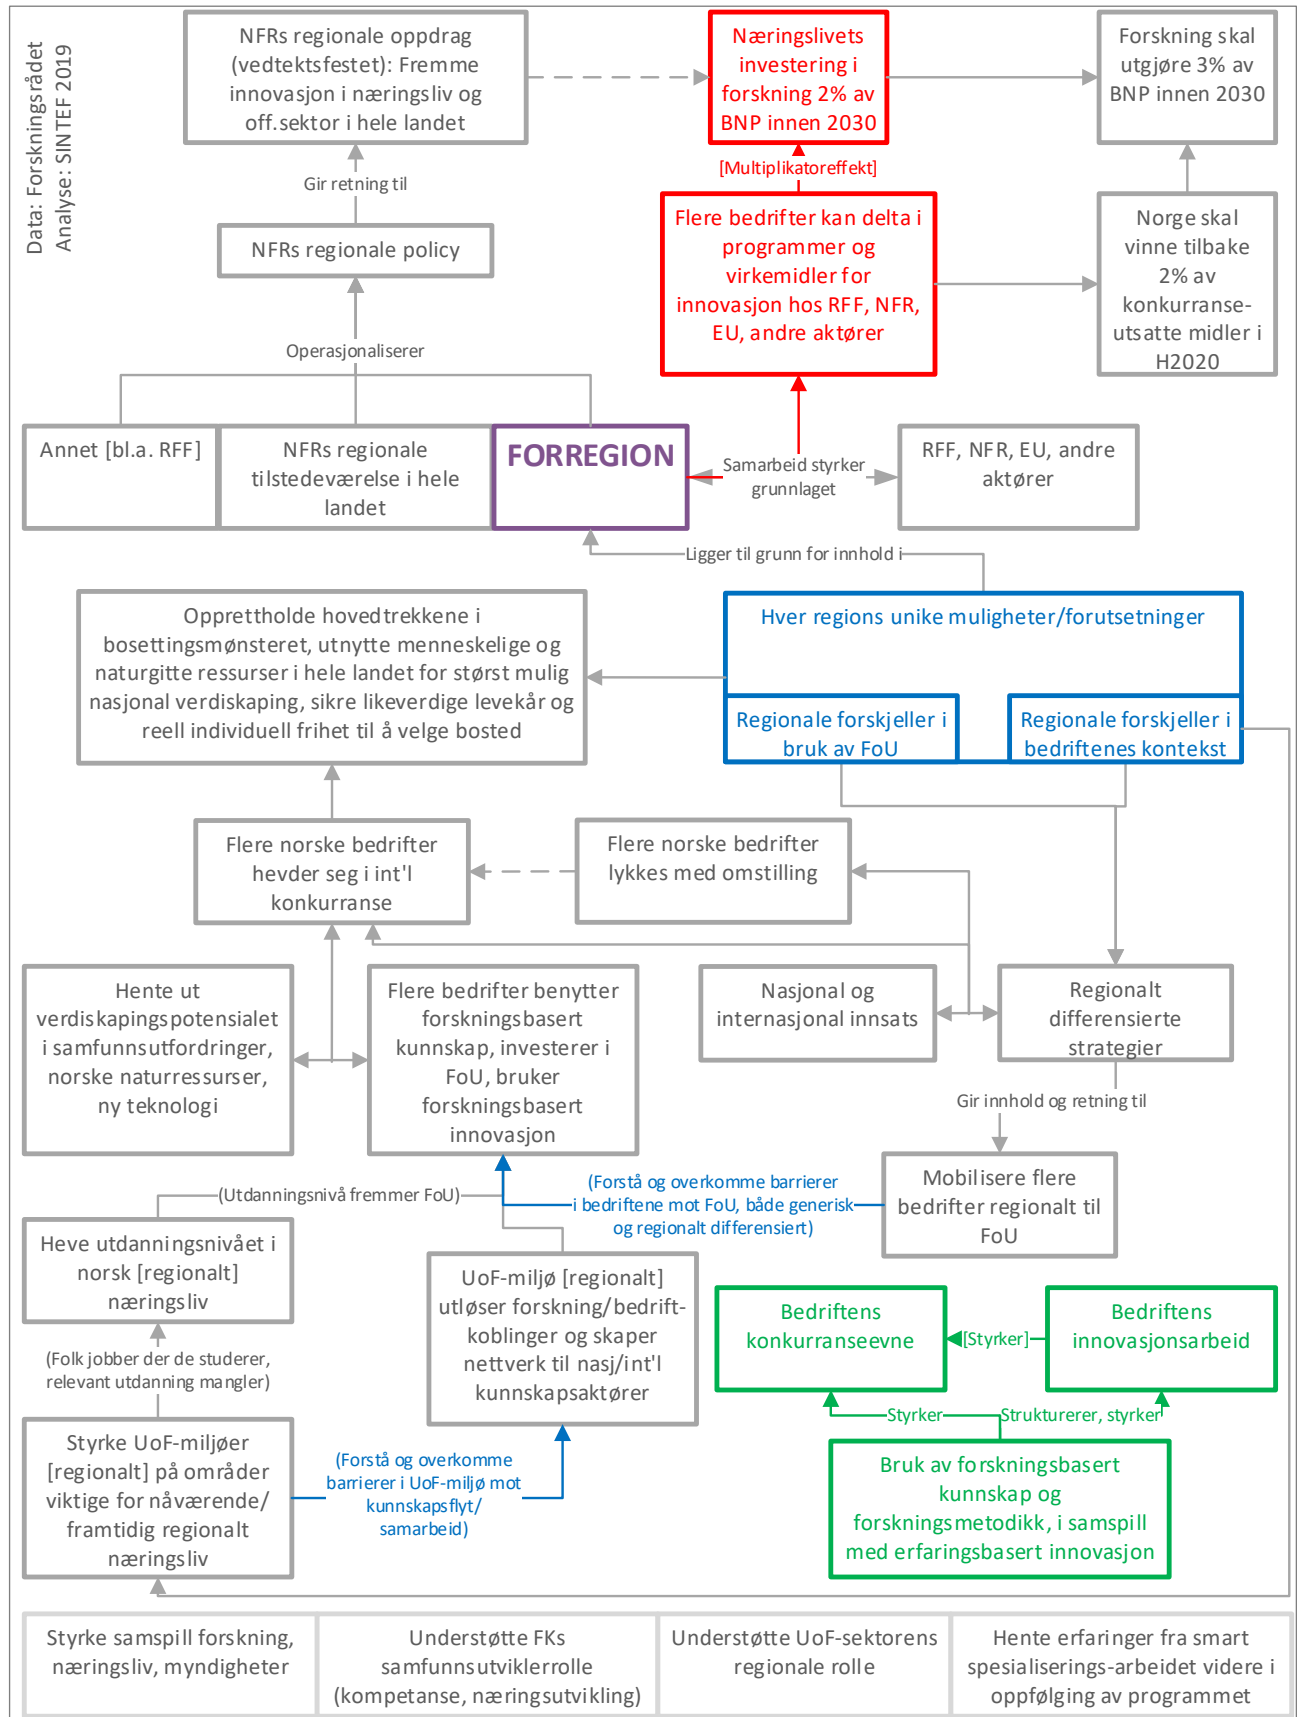 Data: Forskningsrådet
Analyse: SINTEF 2019
NFRs regionale oppdrag
(vedtektsfestet): Fremme
innovasjon i næringsliv og
off.sektor i hele landet
Næringslivets
investering i
forskning 2% av
BNP innen 2030
Forskning skal
utgjøre 3% av
BNP innen 2030
[Multiplikatoreffekt]
Gir retning til
NFRs regionale policy
Flere bedrifter kan delta i
programmer og
virkemidler for
innovasjon hos RFF, NFR,
EU, andre aktører
Norge skal
vinne tilbake
2% av
konkurranse-
utsatte midler i
H2020
Operasjonaliserer
Annet [bl.a. RFF]
NFRs regionale
tilstedeværelse i hele
landet
FORREGION
Samarbeid styrker
grunnlaget
RFF, NFR, EU, andre
aktører
Ligger til grunn for innhold i
Opprettholde hovedtrekkene i
bosettingsmønsteret, utnytte menneskelige og
naturgitte ressurser i hele landet for størst mulig
nasjonal verdiskaping, sikre likeverdige levekår og
reell individuell frihet til å velge bosted
Hver regions unike muligheter/forutsetninger
Regionale forskjeller i
bruk av FoU
Regionale forskjeller i
bedriftenes kontekst
Flere norske bedrifter
hevder seg i int'l
konkurranse
Flere norske bedrifter
lykkes med omstilling
Hente ut
verdiskapingspotensialet
i samfunnsutfordringer,
norske naturressurser,
ny teknologi
Flere bedrifter benytter
forskningsbasert
kunnskap, investerer i
FoU, bruker
forskningsbasert
innovasjon
Nasjonal og
internasjonal innsats
Regionalt
differensierte
strategier
Gir innhold og retning til
(Utdanningsnivå fremmer FoU)
(Forstå og overkomme barrierer
i bedriftene mot FoU, både generisk
og regionalt differensiert)
Mobilisere flere
bedrifter regionalt til
FoU
Heve utdanningsnivået i
norsk [regionalt]
næringsliv
UoF-miljø [regionalt]
utløser forskning/bedrift-
koblinger og skaper
nettverk til nasj/int'l
kunnskapsaktører
Bedriftens
konkurranseevne
[Styrker]
Bedriftens
innovasjonsarbeid
(Folk jobber der de studerer,
relevant utdanning mangler)
Styrker
Strukturerer, styrker
Styrke UoF-miljøer
[regionalt] på områder
viktige for nåværende/
framtidig regionalt
næringsliv
(Forstå og overkomme
barrierer i UoF-miljø mot
kunnskapsflyt/
samarbeid)
Bruk av forskningsbasert
kunnskap og
forskningsmetodikk, i samspill
med erfaringsbasert innovasjon
Styrke samspill forskning,
næringsliv, myndigheter
Understøtte FKs
samfunnsutviklerrolle
(kompetanse, næringsutvikling)
Understøtte UoF-sektorens
regionale rolle
Hente erfaringer fra smart
spesialiserings-arbeidet videre i
oppfølging av programmet